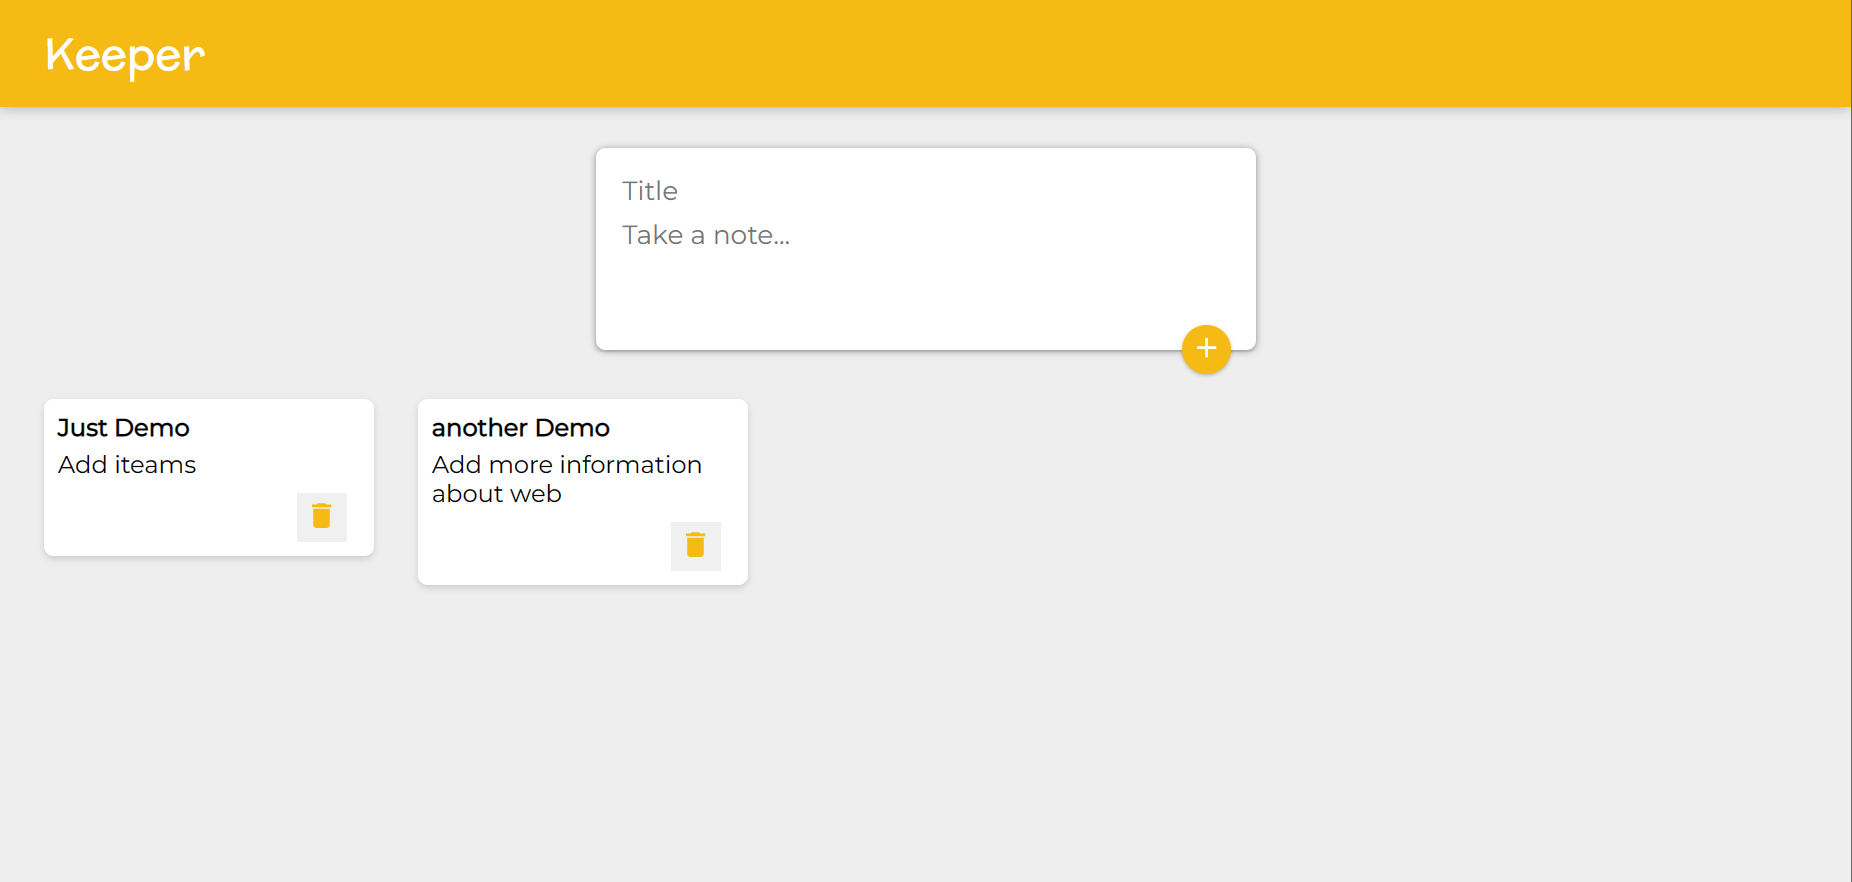 Keeper
Title
Take a note...
Just Demo
Add iteams
another Demo
Add more information
about web